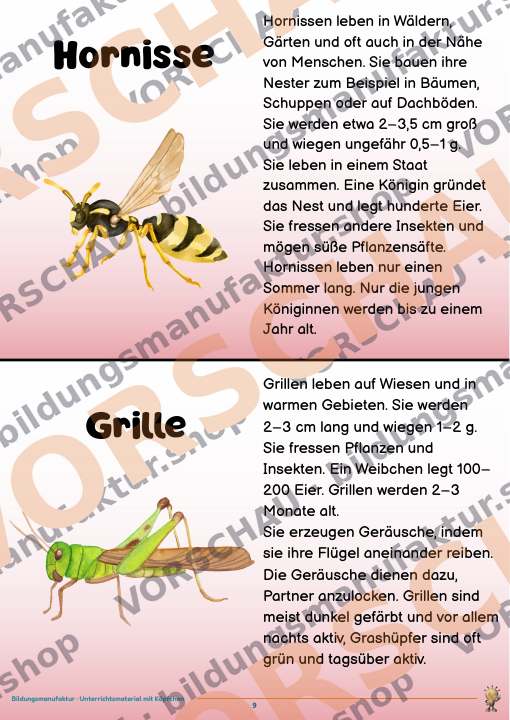 Hornisse
Hornissen leben in Wäldern,
Gärten und oft auch in der Nähe
von Menschen. Sie bauen ihre
Nester zum Beispiel in Bäumen,
Schuppen oder auf Dachböden.
Sie werden etwa 2–3,5 cm groß
und wiegen ungefähr 0,5–1 g.
Sie leben in einem Staat
zusammen. Eine Königin gründet
das Nest und legt hunderte Eier.
Sie fressen andere Insekten und
mögen süße Pflanzensäfte.
Hornissen leben nur einen
Sommer lang. Nur die jungen
Königinnen werden bis zu einem
Jahr alt.
Grille
Grillen leben auf Wiesen und in
warmen Gebieten. Sie werden
2–3 cm lang und wiegen 1–2 g.
Sie fressen Pflanzen und
Insekten. Ein Weibchen legt 100–
200 Eier. Grillen werden 2–3
Monate alt.
Sie erzeugen Geräusche, indem
sie ihre Flügel aneinander reiben.
Die Geräusche dienen dazu,
Partner anzulocken. Grillen sind
meist dunkel gefärbt und vor allem
nachts aktiv, Grashüpfer sind oft
grün und tagsüber aktiv.
Bildungsmanufaktur · Unterrichtsmaterial mit Köpfchen
9
VORSCHAU
VORSCHAU
VORSCHAU · bildungsmanufaktur.shop
VORSCHAU · bildungsmanufaktur.shop